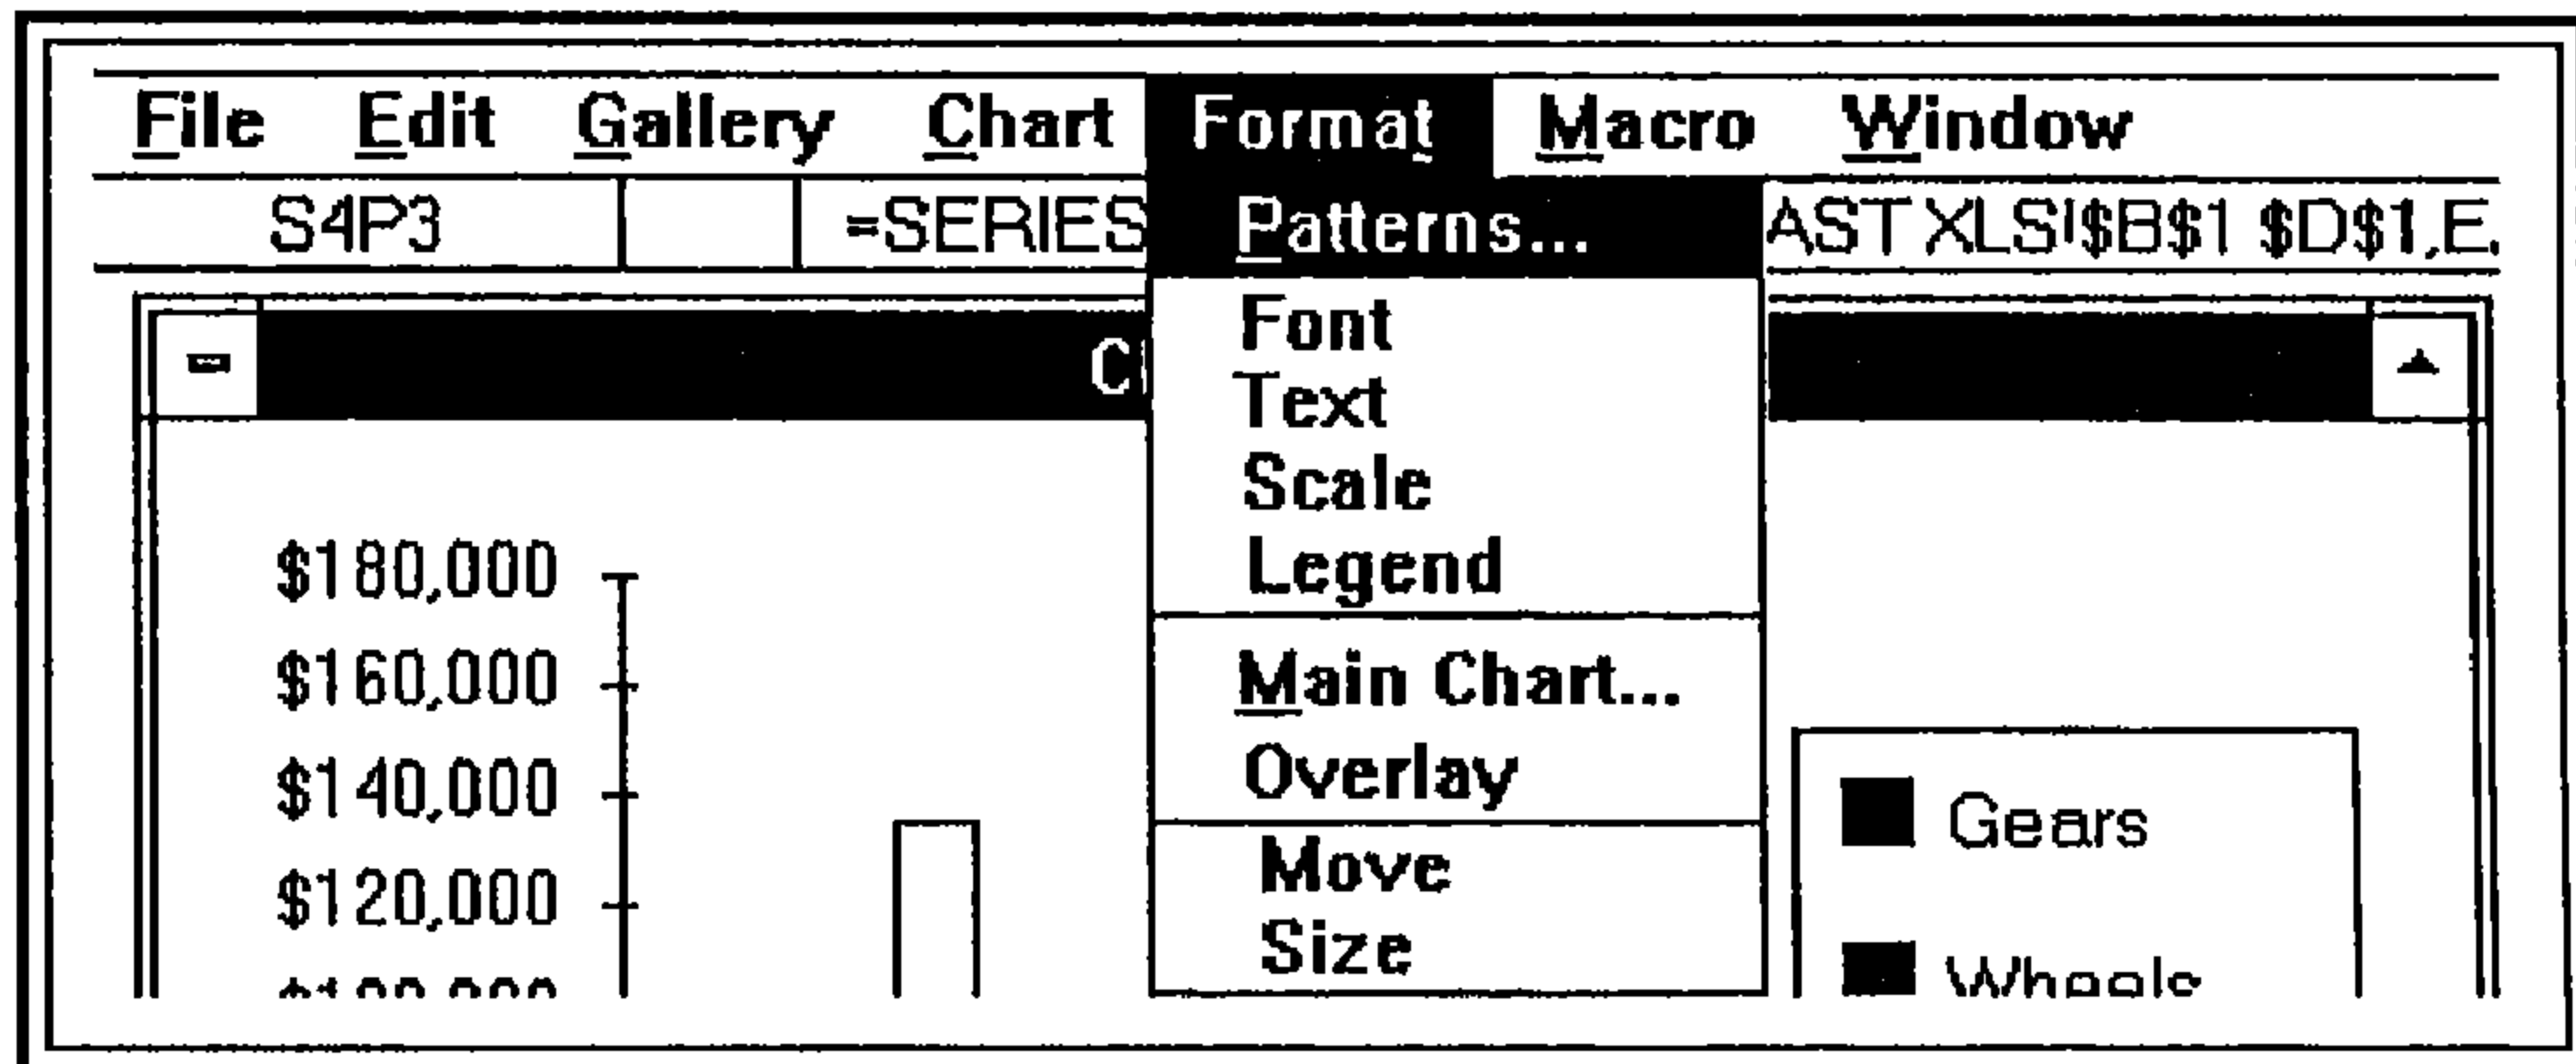 File Edit Gallery Chart Format Macro Window
S4P3 =SERIES AST XLS!$B$1 $D$1,E.
Patterns...
Font
Text
Scale
Legend
Main Chart...
Overlay
Move
Size
C
$180,000
$160,000
$140,000
$120,000
Gears